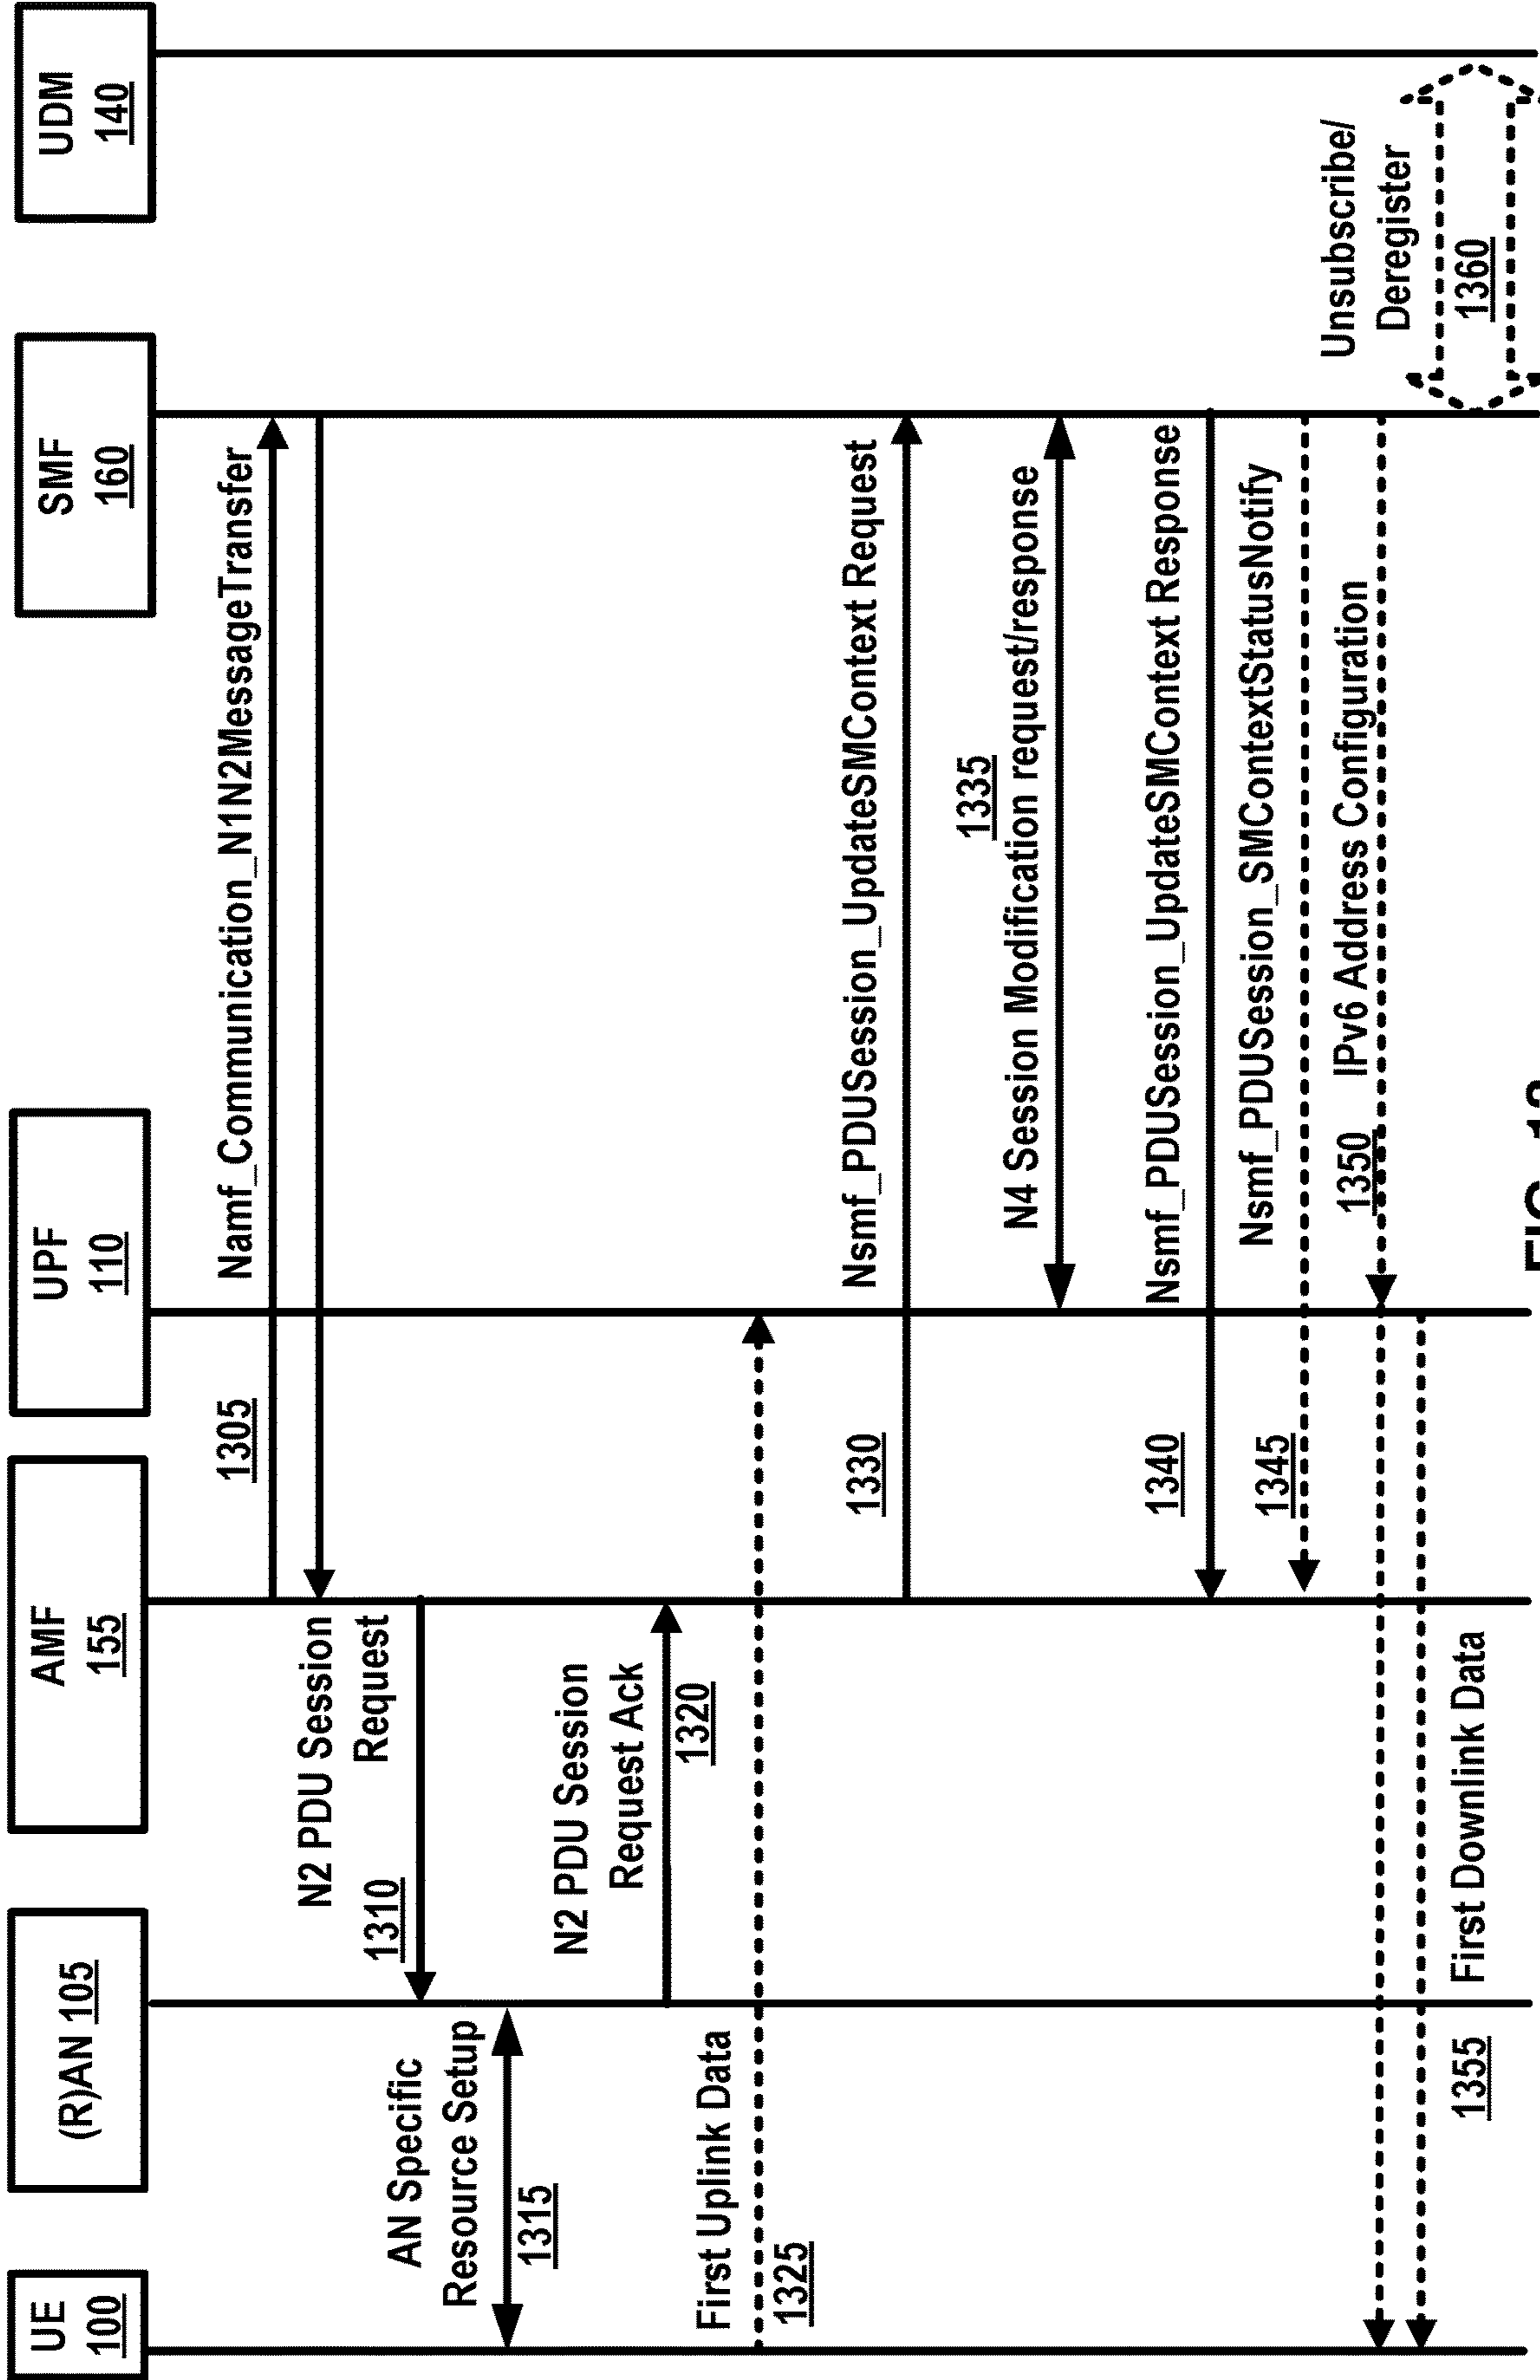 UE
100
(R)AN 105
AMF
155
UPF
110
SMF
160
UDM
140
1305
Namf_Communication_N1N2MessageTransfer
N2 PDU Session
Request
1310
AN Specific
Resource Setup
1315
N2 PDU Session
Request Ack
1320
First Uplink Data
1325
Nsmf_PDUSession_UpdateSMContext Request
1330
1335
N4 Session Modification request/response
Nsmf_PDUSession_UpdateSMContext Response
1340
Nsmf_PDUSession_SMContextStatusNotify
1345
1350 IPv6 Address Configuration
First Downlink Data
1355
Unsubscribe/
Deregister
1360